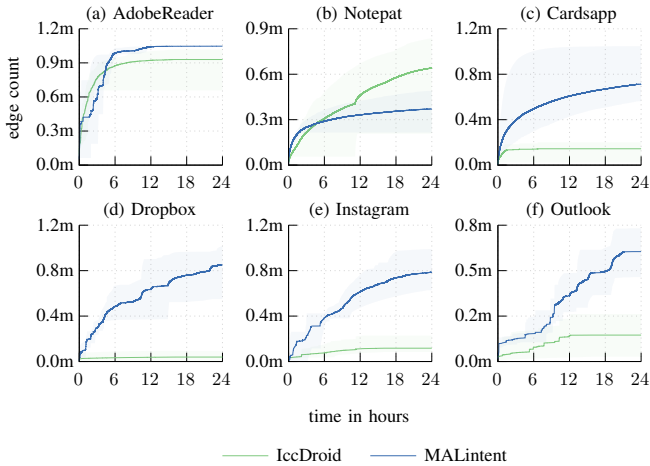 (a) AdobeReader (b) Notepat (c) Cardsapp
edge count
1.2m
0.9m
0.6m
0.3m
0.0m
0 6 12 18 24
0.9m
0.6m
0.3m
0.0m
0 6 12 18 24
1.2m
0.9m
0.6m
0.3m
0.0m
0 6 12 18 24
(d) Dropbox (e) Instagram (f) Outlook
1.2m
0.8m
0.4m
0.0m
0 6 12 18 24
1.2m
0.8m
0.4m
0.0m
0 6 12 18 24
0.8m
0.5m
0.2m
0.0m
0 6 12 18 24
time in hours
IccDroid MALintent